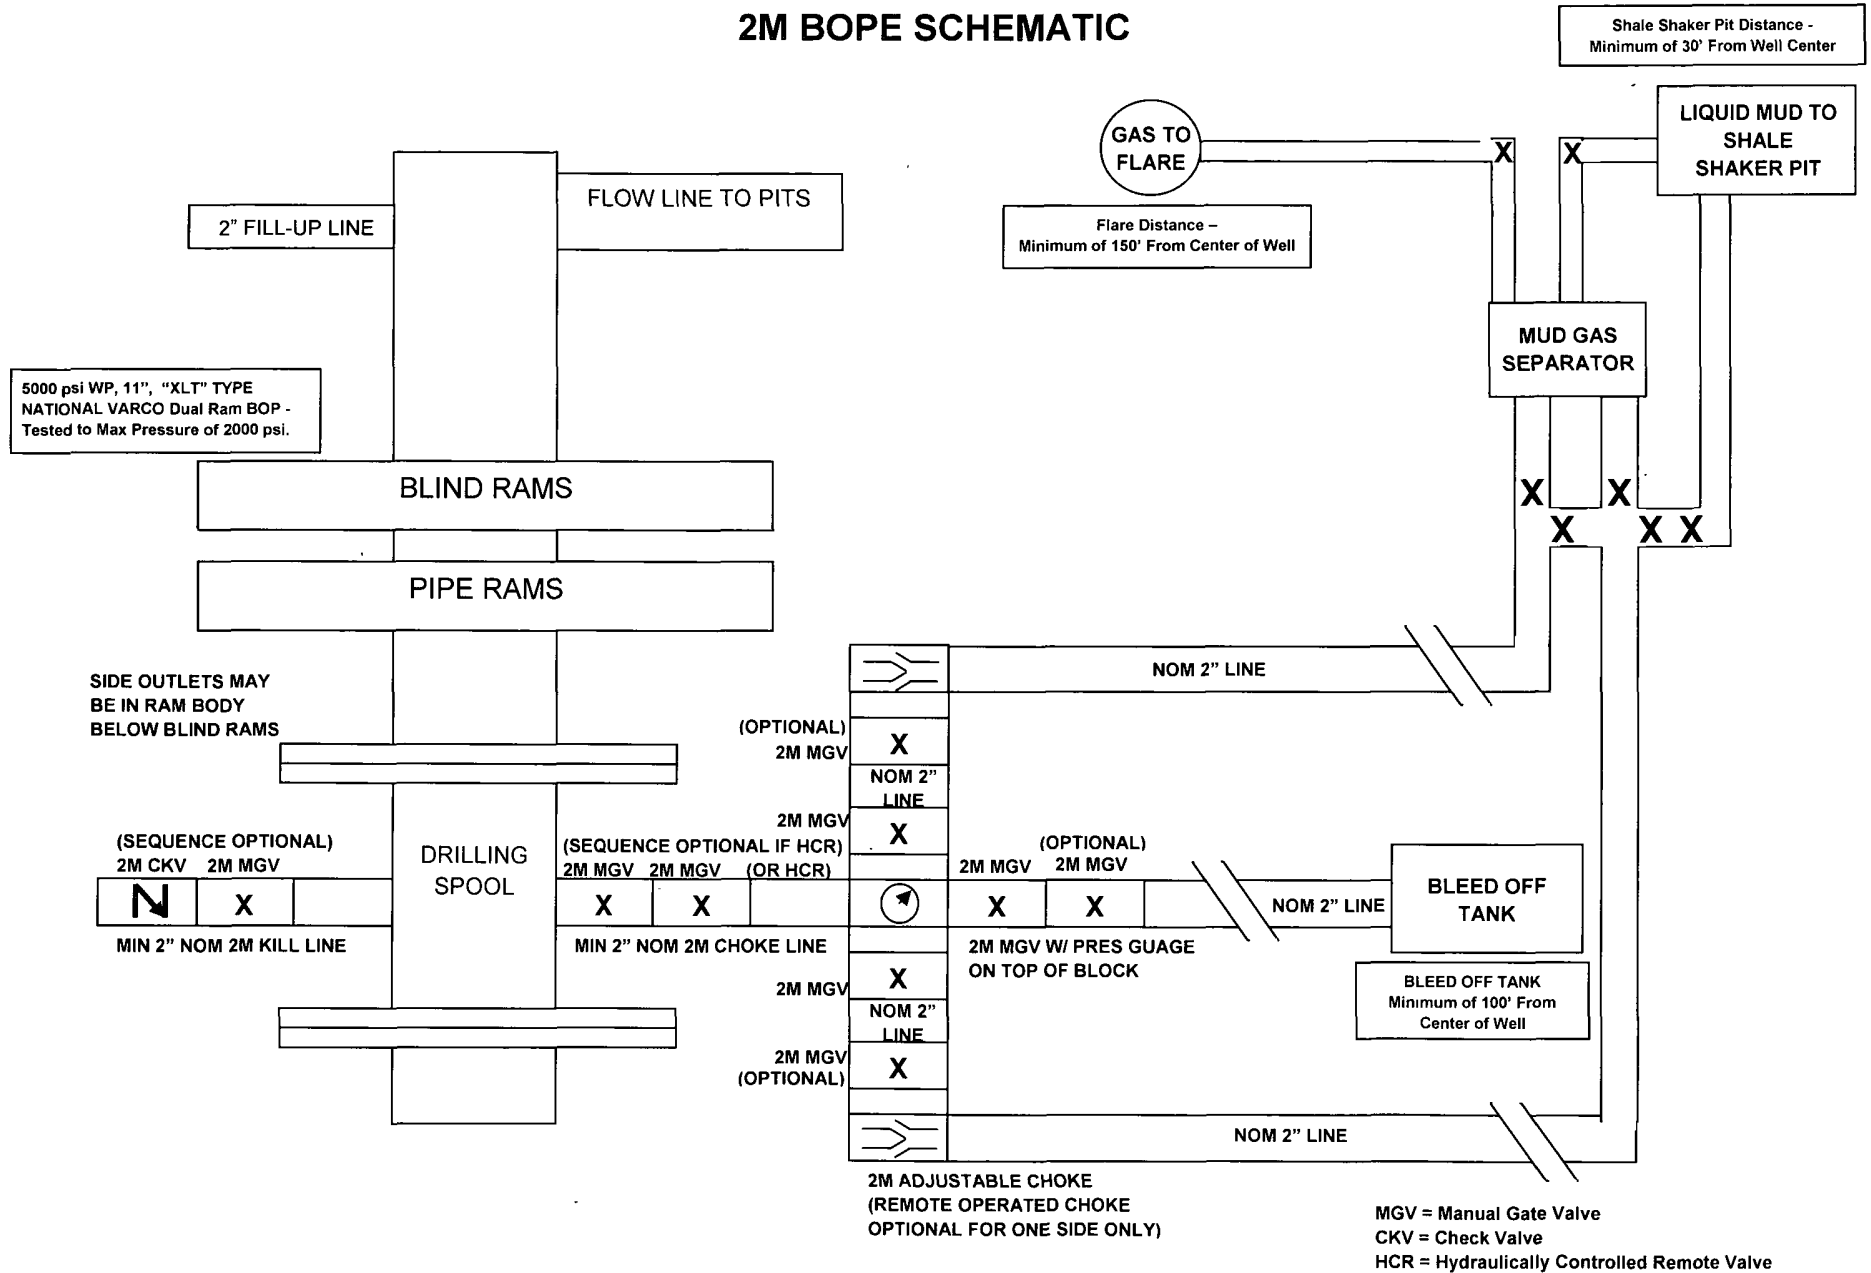 2M BOPE SCHEMATIC
Shale Shaker Pit Distance -
Minimum of 30' From Well Center
LIQUID MUD TO
SHALE
SHAKER PIT
GAS TO
FLARE
X
X
Flare Distance –
Minimum of 150' From Center of Well
FLOW LINE TO PITS
2" FILL-UP LINE
MUD GAS
SEPARATOR
5000 psi WP, 11", "XLT" TYPE
NATIONAL VARCO Dual Ram BOP -
Tested to Max Pressure of 2000 psi.
BLIND RAMS
X
X
X
X
X
PIPE RAMS
NOM 2" LINE
SIDE OUTLETS MAY
BE IN RAM BODY
BELOW BLIND RAMS
(OPTIONAL)
2M MGV
X
NOM 2"
LINE
2M MGV
X
(SEQUENCE OPTIONAL)
2M CKV 2M MGV
N X
MIN 2" NOM 2M KILL LINE
DRILLING
SPOOL
(SEQUENCE OPTIONAL IF HCR)
2M MGV 2M MGV (OR HCR)
X X
MIN 2" NOM 2M CHOKE LINE
(OPTIONAL)
2M MGV 2M MGV
X X
2M MGV W/ PRES GUAGE
ON TOP OF BLOCK
NOM 2" LINE
BLEED OFF
TANK
BLEED OFF TANK
Minimum of 100' From
Center of Well
2M MGV
X
NOM 2"
LINE
2M MGV
(OPTIONAL)
X
NOM 2" LINE
2M ADJUSTABLE CHOKE
(REMOTE OPERATED CHOKE
OPTIONAL FOR ONE SIDE ONLY)
MGV = Manual Gate Valve
CKV = Check Valve
HCR = Hydraulically Controlled Remote Valve